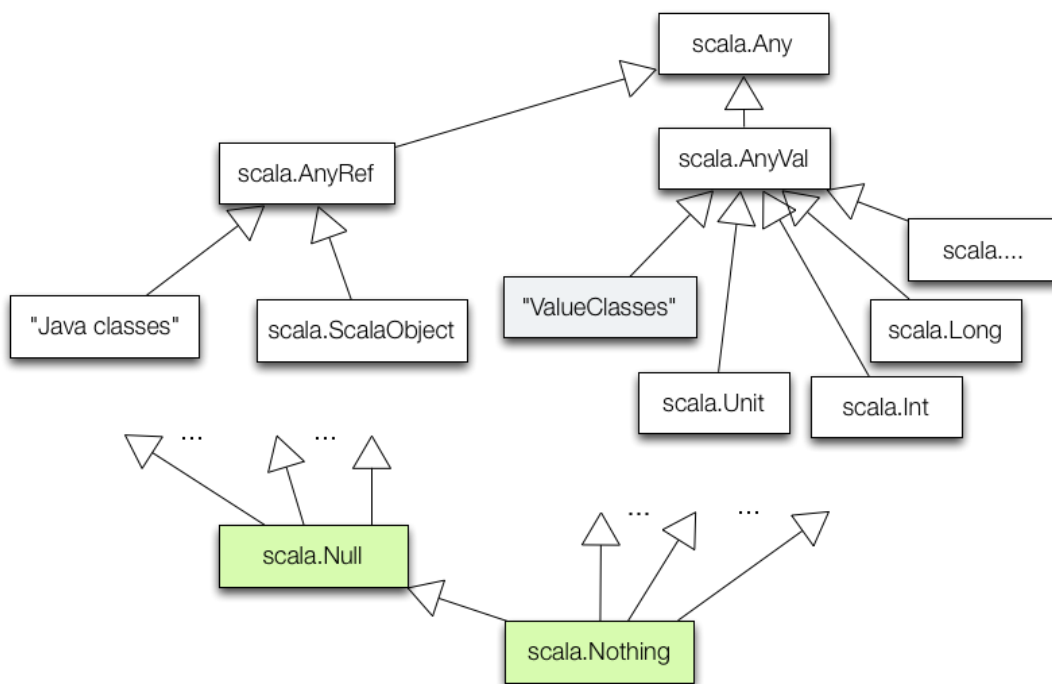 scala.Any
scala.AnyRef
scala.AnyVal
"Java classes"
scala.ScalaObject
"ValueClasses"
scala....
scala.Long
scala.Unit
scala.Int
...
...
scala.Null
...
...
scala.Nothing